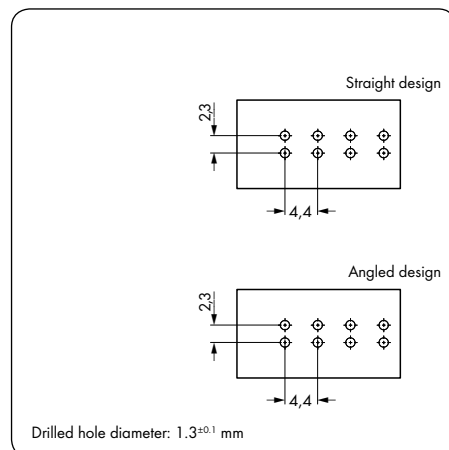 Straight design
2,3
4,4
Angled design
2,3
4,4
Drilled hole diameter: 1.3±0.1 mm